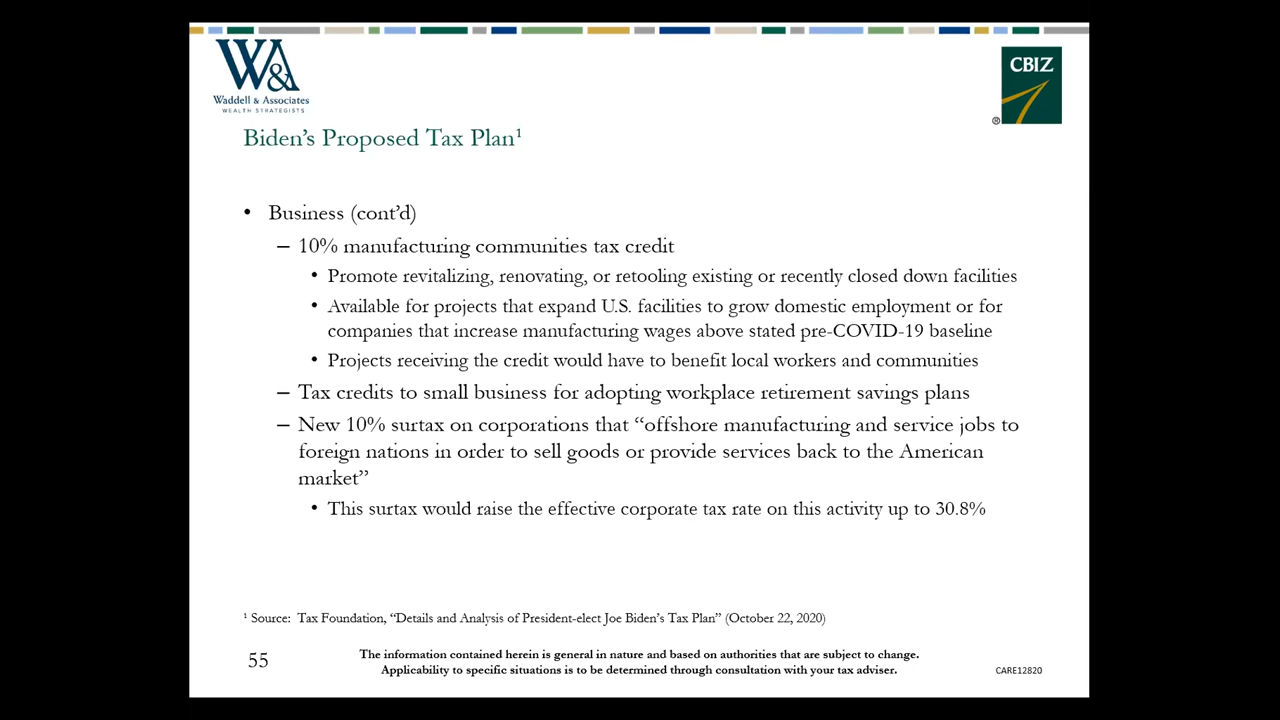 W&A
Waddell & Associates
WEALTH STRATEGISTS
CBIZ
®
Biden’s Proposed Tax Plan¹
• Business (cont’d)
– 10% manufacturing communities tax credit
• Promote revitalizing, renovating, or retooling existing or recently closed down facilities
• Available for projects that expand U.S. facilities to grow domestic employment or for
companies that increase manufacturing wages above stated pre-COVID-19 baseline
• Projects receiving the credit would have to benefit local workers and communities
– Tax credits to small business for adopting workplace retirement savings plans
– New 10% surtax on corporations that “offshore manufacturing and service jobs to
foreign nations in order to sell goods or provide services back to the American
market”
• This surtax would raise the effective corporate tax rate on this activity up to 30.8%
¹ Source: Tax Foundation, “Details and Analysis of President-elect Joe Biden’s Tax Plan” (October 22, 2020)
55
The information contained herein is general in nature and based on authorities that are subject to change.
Applicability to specific situations is to be determined through consultation with your tax adviser.
CARE12820